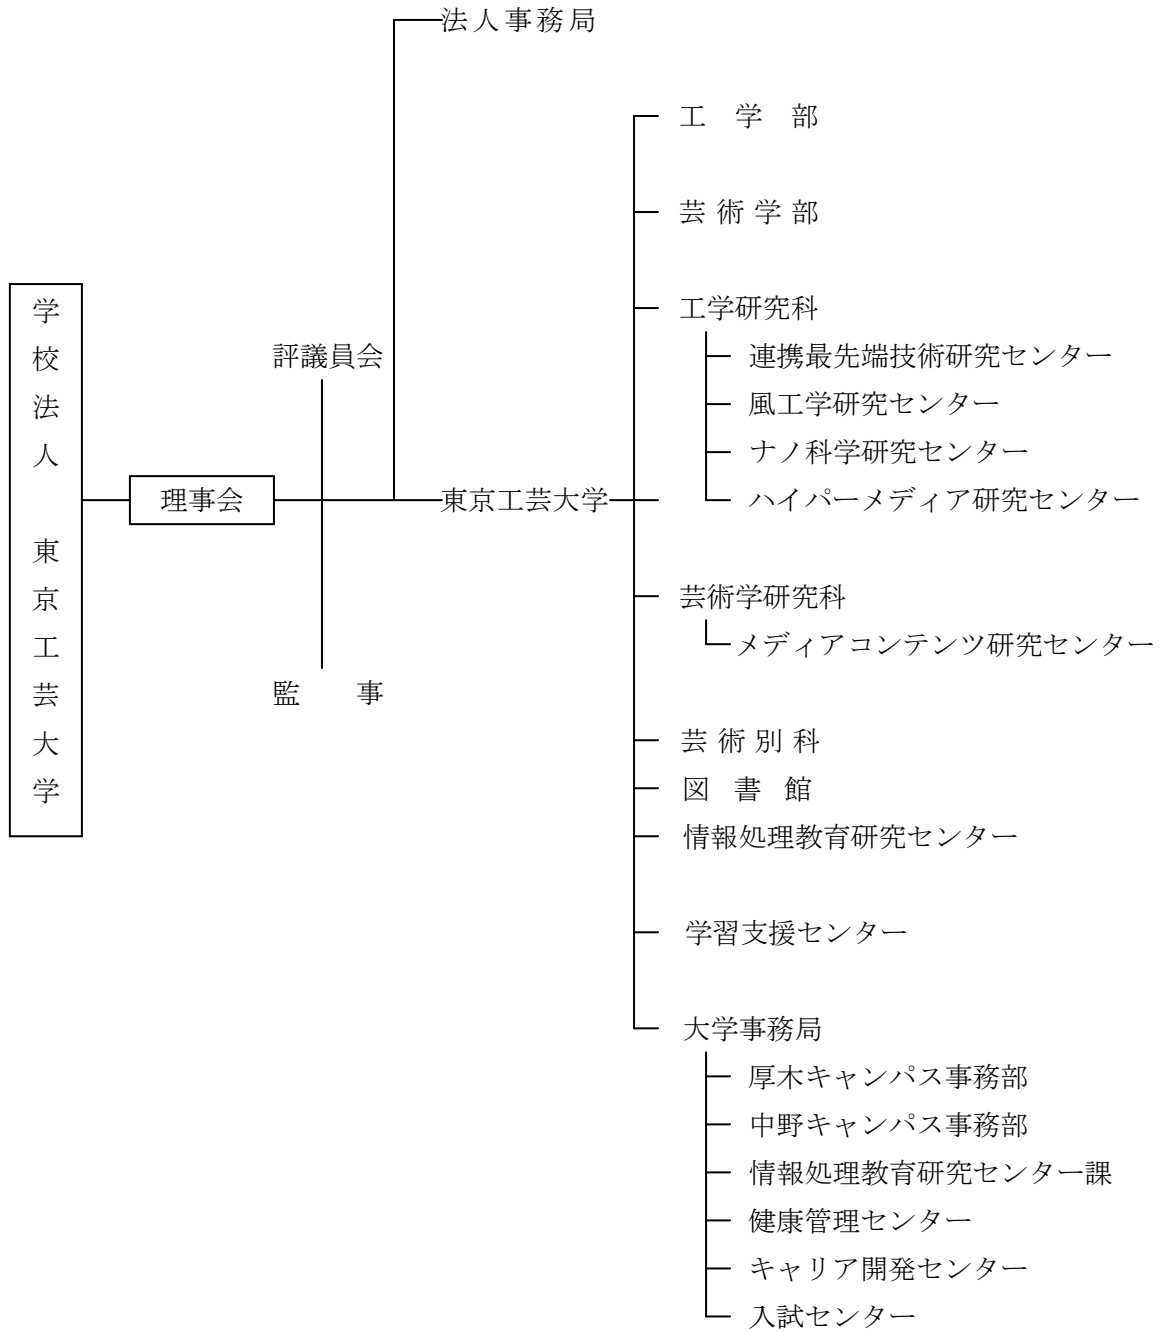 学校法人 東京工芸大学
理事会
評議員会
監 事
法人事務局
東京工芸大学
工 学 部
芸 術 学 部
工学研究科
連携最先端技術研究センター
風工学研究センター
ナノ科学研究センター
ハイパーメディア研究センター
芸術学研究科
メディアコンテンツ研究センター
芸 術 別 科
図 書 館
情報処理教育研究センター
学習支援センター
大学事務局
厚木キャンパス事務部
中野キャンパス事務部
情報処理教育研究センター課
健康管理センター
キャリア開発センター
入試センター